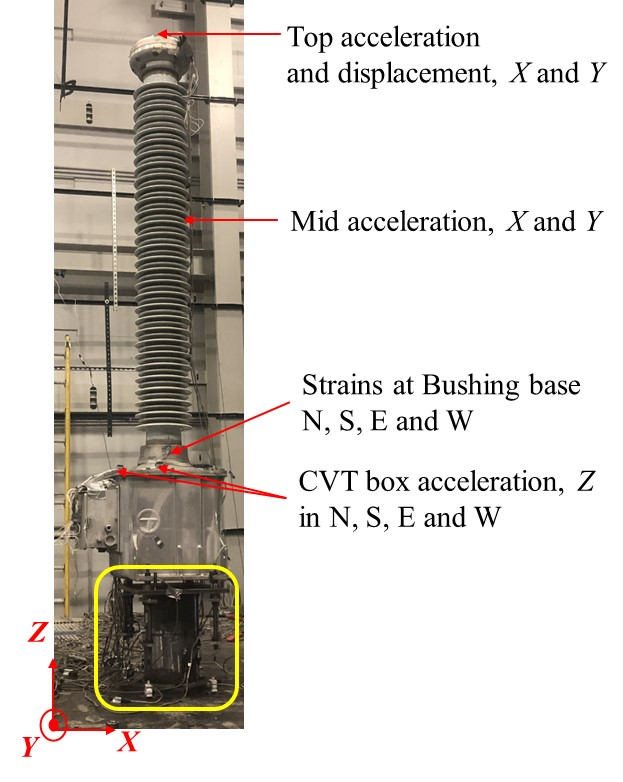 Top acceleration
and displacement, X and Y
Mid acceleration, X and Y
Strains at Bushing base
N, S, E and W
CVT box acceleration, Z
in N, S, E and W
Z
Y
X